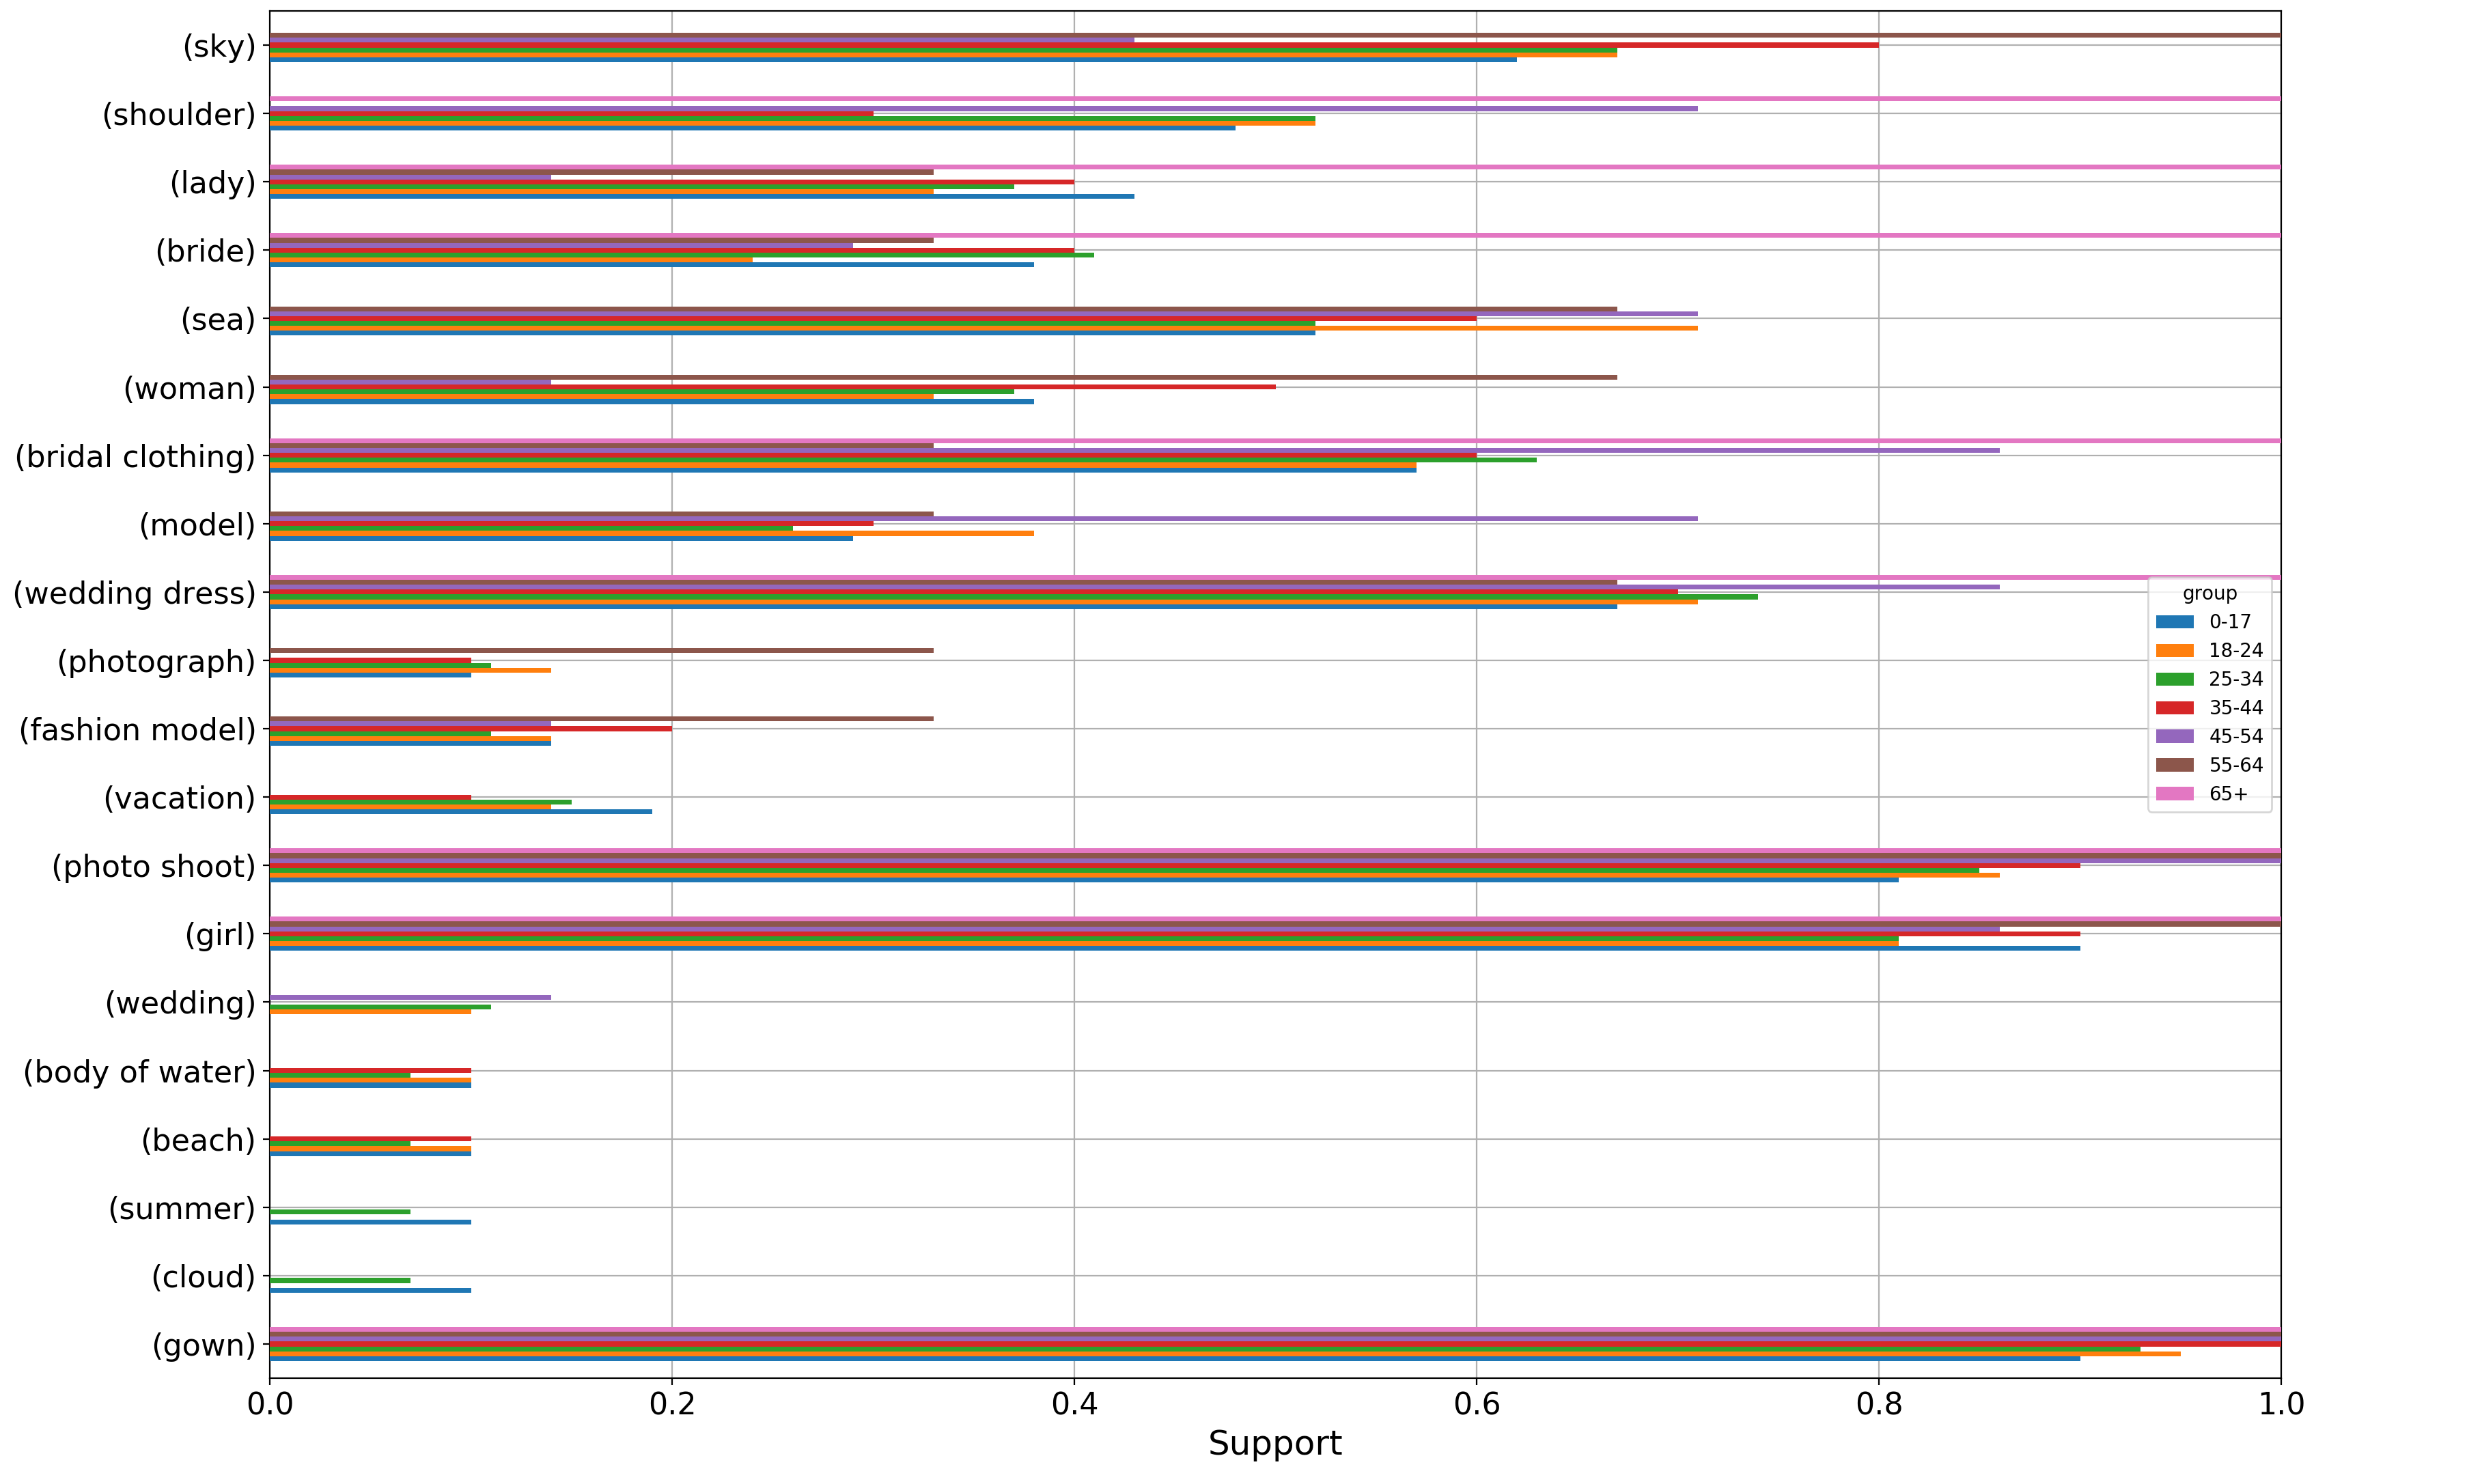 (sky)
(shoulder)
(lady)
(bride)
(sea)
(woman)
(bridal clothing)
(model)
(wedding dress)
(photograph)
(fashion model)
(vacation)
(photo shoot)
(girl)
(wedding)
(body of water)
(beach)
(summer)
(cloud)
(gown)
group
0-17
18-24
25-34
35-44
45-54
55-64
65+
0.0 0.2 0.4 0.6 0.8 1.0
Support